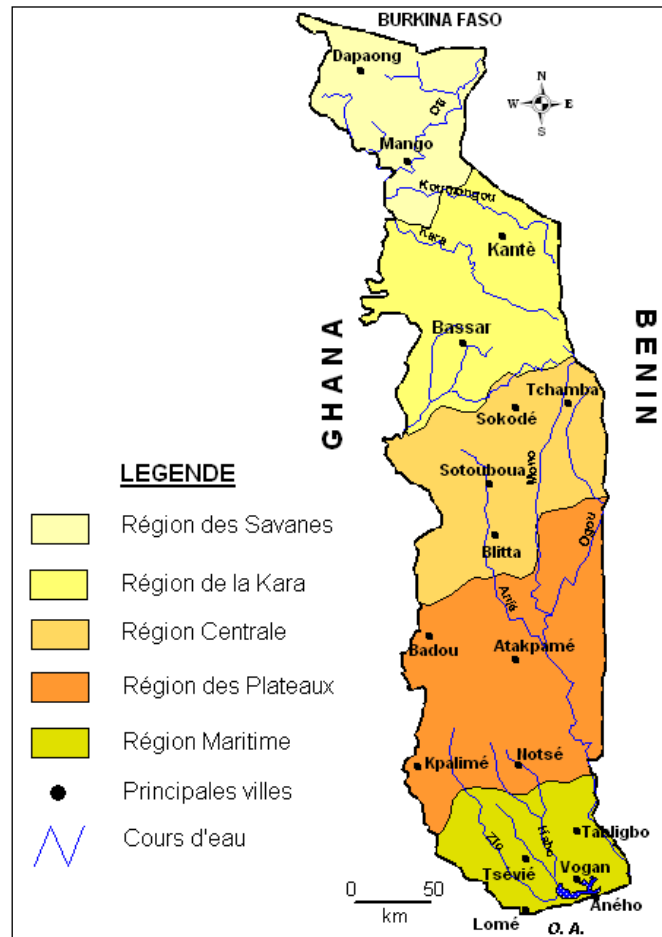 BURKINA FASO
Dapaong
N
W E
S
Oti
Mango
Koumongou
Kara
Kantè
GHANA
BENIN
Bassar
Tchamba
Sokodé
LEGENDE
Sotouboua
Mono
Région des Savanes
Ogou
Blitta
Région de la Kara
Anié
Région Centrale
Badou
Atakpamé
Région des Plateaux
Région Maritime
Kpalimé
Notsé
Principales villes
Cours d'eau
Zio
Haho
Tabligbo
Tsévié
Vogan
0 50
km
Aného
Lomé
O. A.